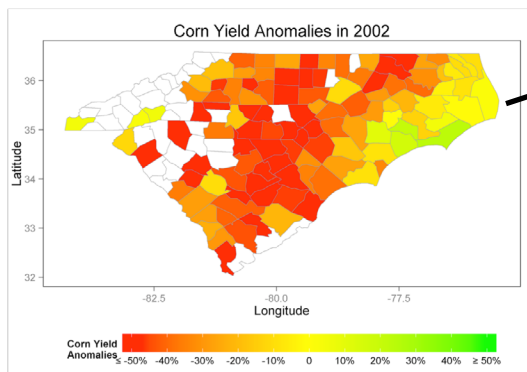 Corn Yield Anomalies in 2002
36
35
34
33
32
Latitude
-82.5 -80.0 -77.5
Longitude
Corn Yield
Anomalies
≤ -50% -40% -30% -20% -10% 0 10% 20% 30% 40% ≥ 50%